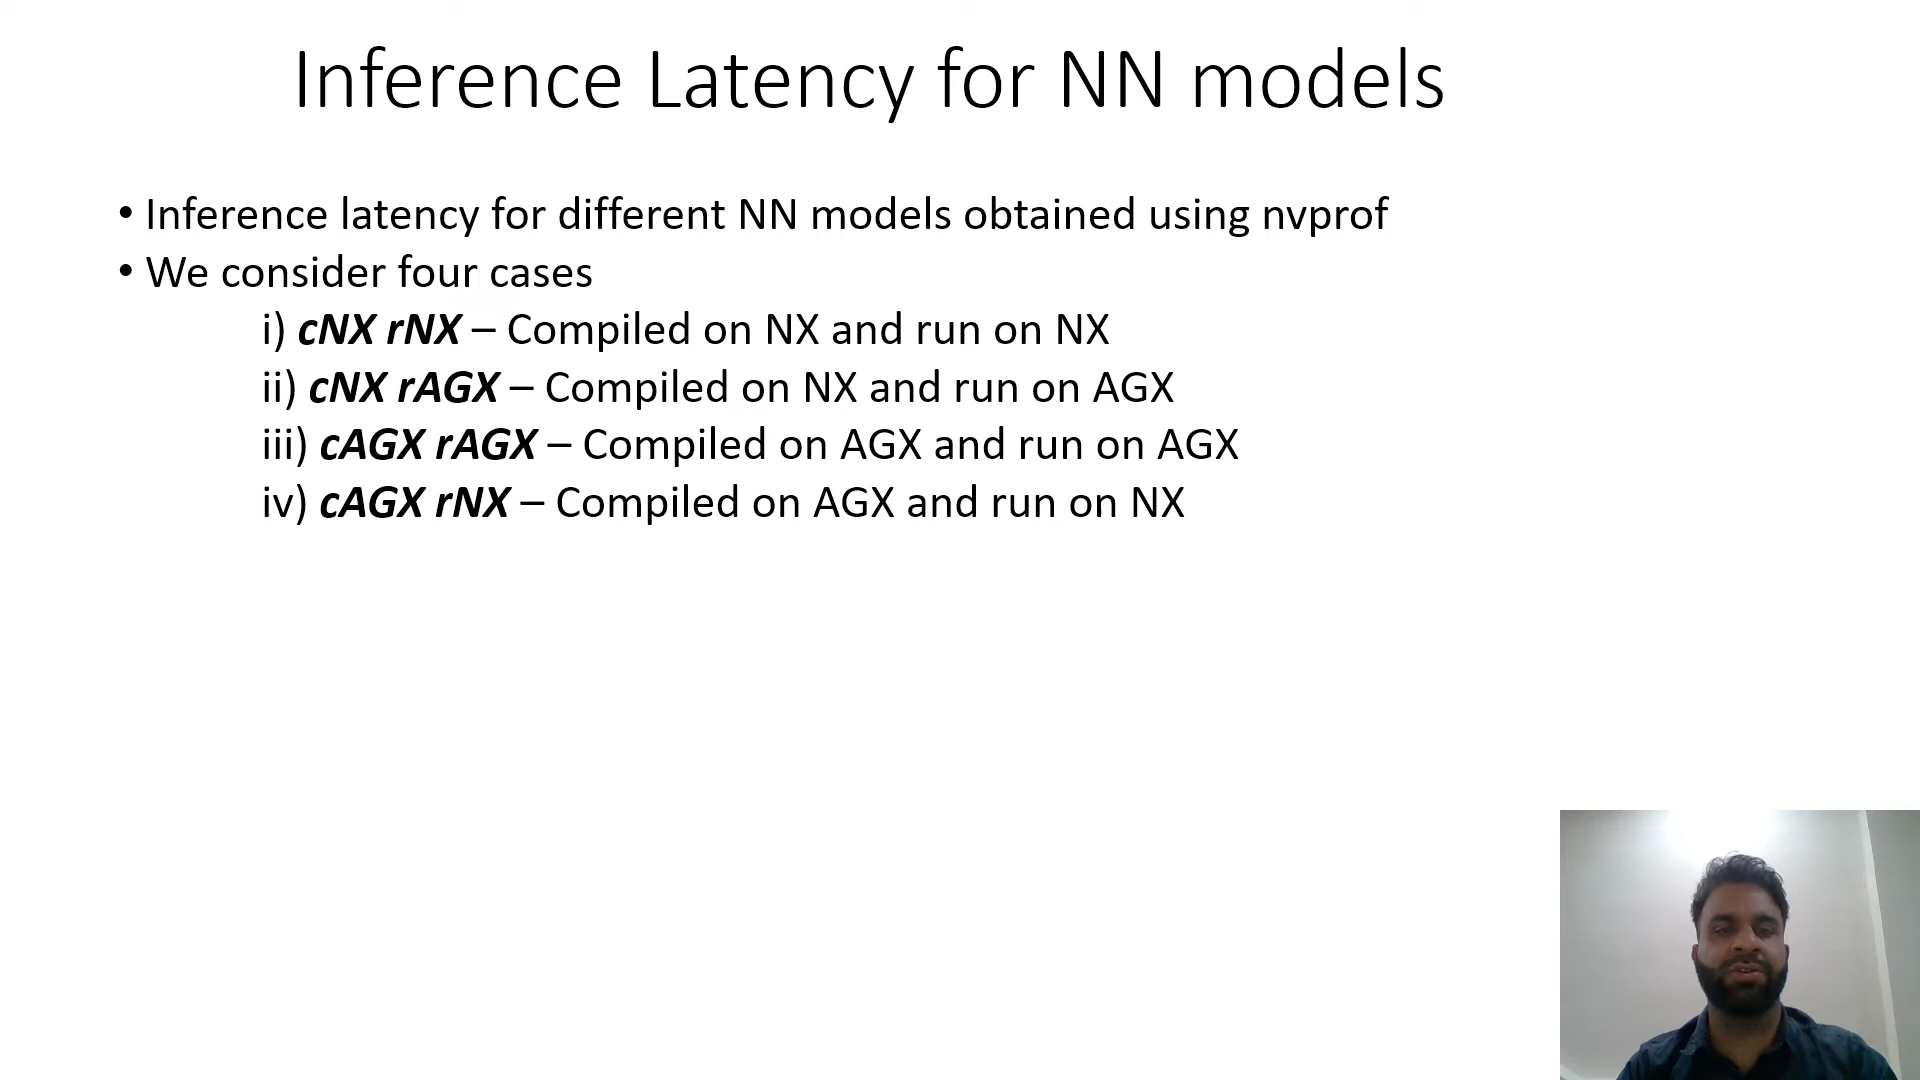 Inference Latency for NN models
• Inference latency for different NN models obtained using nvprof
• We consider four cases
i) cNX rNX – Compiled on NX and run on NX
ii) cNX rAGX – Compiled on NX and run on AGX
iii) cAGX rAGX – Compiled on AGX and run on AGX
iv) cAGX rNX – Compiled on AGX and run on NX